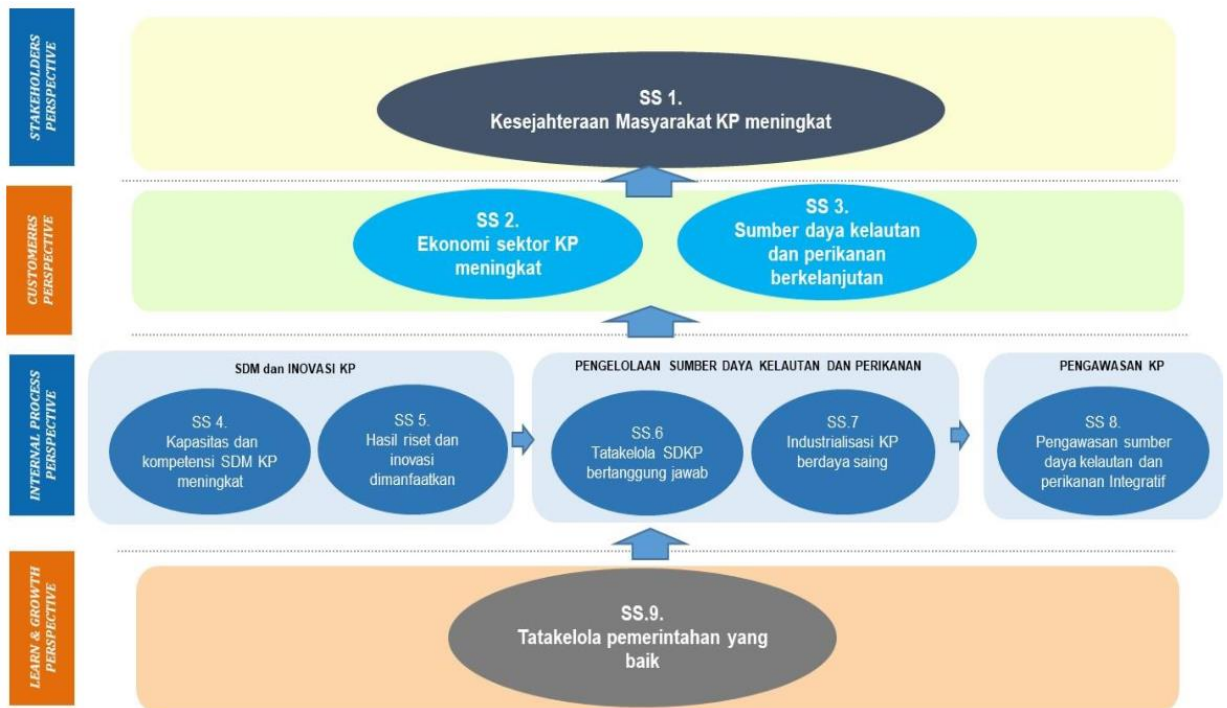 STAKEHOLDERS
PERSPECTIVE
SS 1.
Kesejahteraan Masyarakat KP meningkat
CUSTOMERRS
PERSPECTIVE
SS 2.
Ekonomi sektor KP
meningkat
SS 3.
Sumber daya kelautan
dan perikanan
berkelanjutan
INTERNAL PROCESS
PERSPECTIVE
SDM dan INOVASI KP
SS 4.
Kapasitas dan
kompetensi SDM KP
meningkat
SS 5.
Hasil riset dan
inovasi
dimanfaatkan
PENGELOLAAN SUMBER DAYA KELAUTAN DAN PERIKANAN
SS.6
Tatakelola SDKP
bertanggung jawab
SS.7
Industrialisasi KP
berdaya saing
PENGAWASAN KP
SS 8.
Pengawasan sumber
daya kelautan dan
perikanan Integratif
LEARN & GROWTH
PERSPECTIVE
SS.9.
Tatakelola pemerintahan yang
baik